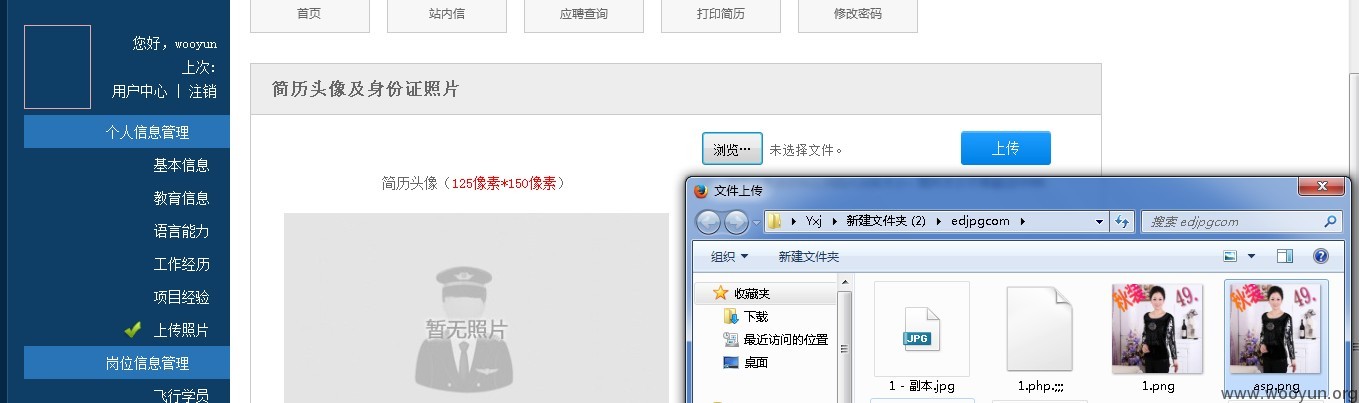 首页 站内信 应聘查询 打印简历 修改密码
您好，wooyun
上次:
用户中心 | 注销
个人信息管理
基本信息
教育信息
语言能力
工作经历
项目经验
上传照片
岗位信息管理
飞行学员
简历头像及身份证照片
浏览… 未选择文件。 上传
简历头像（125像素*150像素）
暂无照片
文件上传
Yxj 新建文件夹 (2) edjpgcom
搜索 edjpgcom
组织 新建文件夹
收藏夹
下载
最近访问的位置
桌面
JPG
秋装 49.
秋装 49.
1 - 副本.jpg 1.php.;;; 1.png asp.png
www.wooyun.org